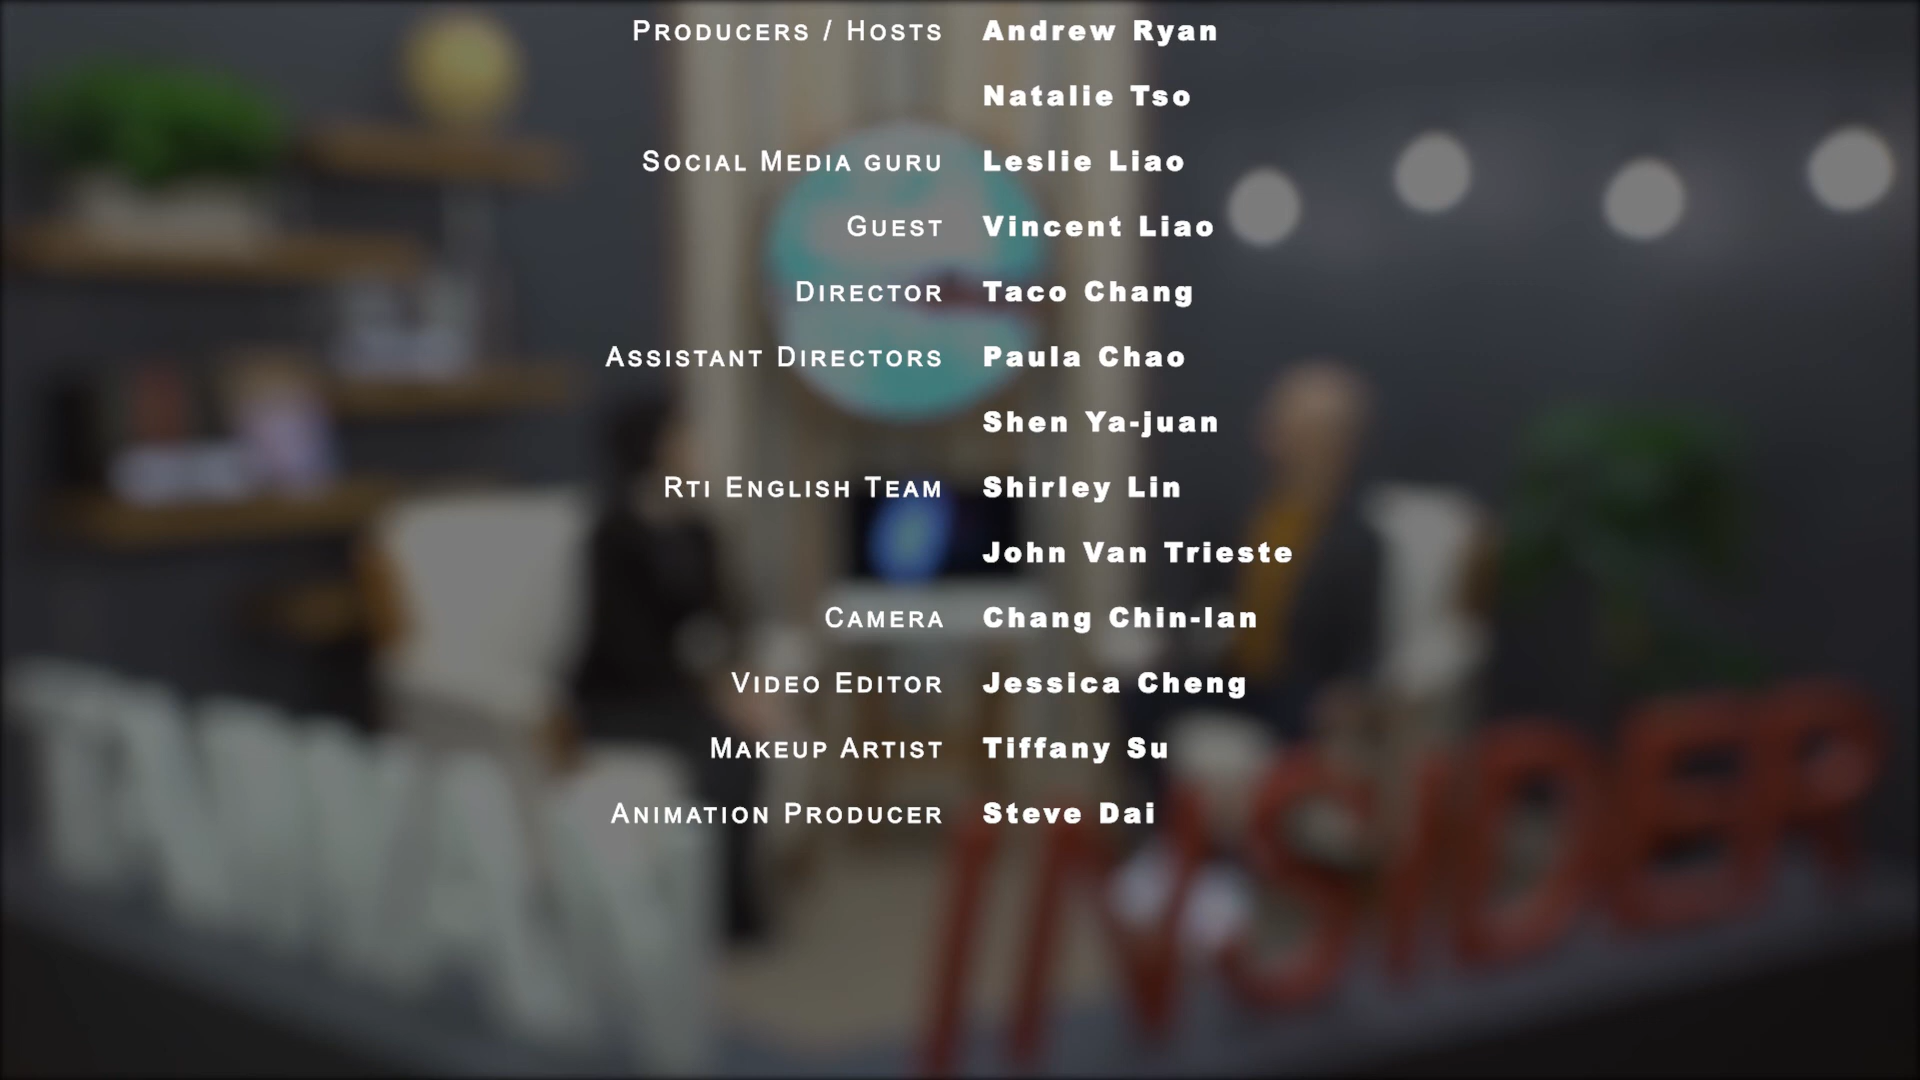 Producers / Hosts Andrew Ryan
Natalie Tso
Social Media guru Leslie Liao
Guest Vincent Liao
Director Taco Chang
Assistant Directors Paula Chao
Shen Ya-juan
Rti English Team Shirley Lin
John Van Trieste
Camera Chang Chin-lan
Video Editor Jessica Cheng
Makeup Artist Tiffany Su
Animation Producer Steve Dai
TAIWAN INSIDER